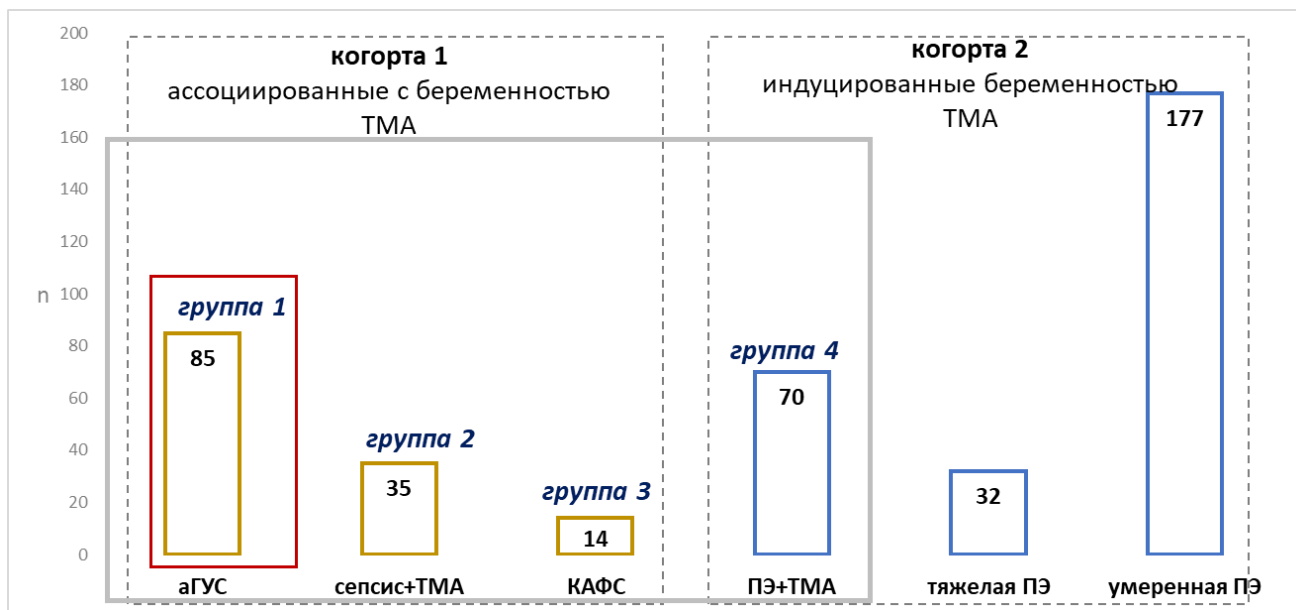 200
180
160
140
120
100
80
60
40
20
0
n
когорта 1
ассоциированные с беременностью
ТМА
когорта 2
индуцированные беременностью
ТМА
группа 1
85
группа 2
35
группа 3
14
группа 4
70
32
177
аГУС
сепсис+ТМА
КАФС
ПЭ+ТМА
тяжелая ПЭ
умеренная ПЭ